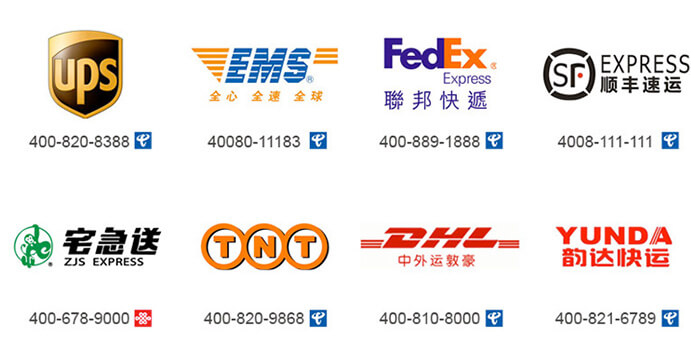 ups
EMS®
全心 全速 全球
FedEx®
Express
聯邦快遞
SF EXPRESS
顺丰速运
400-820-8388
40080-11183
400-889-1888
4008-111-111
宅急送
ZJS EXPRESS
TNT
DHL
中外运敦豪
YUNDA
韵达快运
400-678-9000
400-820-9868
400-810-8000
400-821-6789